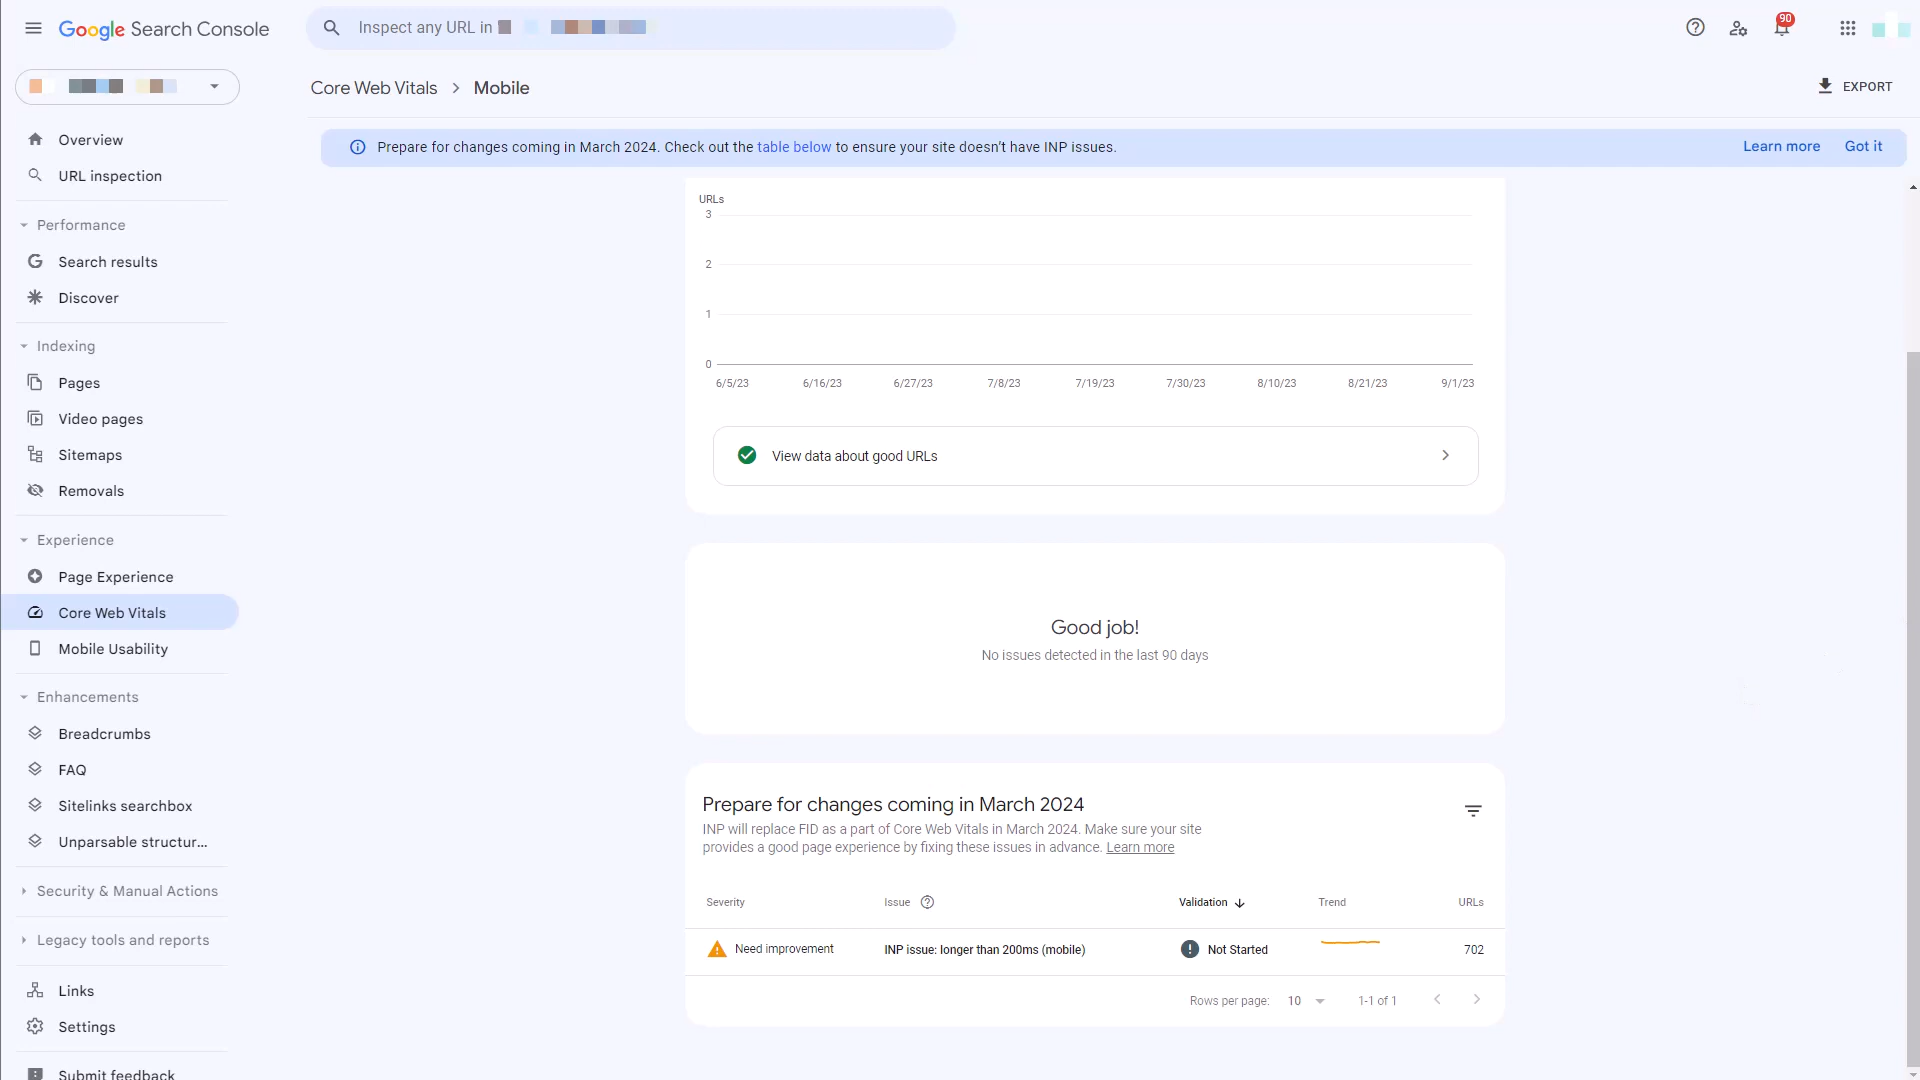 Google Search Console
Inspect any URL in
90
Core Web Vitals > Mobile
EXPORT
Prepare for changes coming in March 2024. Check out the table below to ensure your site doesn't have INP issues.
Learn more
Got it
Overview
URL inspection
Performance
Search results
Discover
Indexing
Pages
Video pages
Sitemaps
Removals
Experience
Page Experience
Core Web Vitals
Mobile Usability
Enhancements
Breadcrumbs
FAQ
Sitelinks searchbox
Unparsable structur...
Security & Manual Actions
Legacy tools and reports
Links
Settings
Submit feedback
URLs
3
2
1
0
6/5/23 6/16/23 6/27/23 7/8/23 7/19/23 7/30/23 8/10/23 8/21/23 9/1/23
View data about good URLs
Good job!
No issues detected in the last 90 days
Prepare for changes coming in March 2024
INP will replace FID as a part of Core Web Vitals in March 2024. Make sure your site
provides a good page experience by fixing these issues in advance. Learn more
Severity Issue Validation Trend URLs
Need improvement INP issue: longer than 200ms (mobile) Not Started 702
Rows per page: 10 1-1 of 1